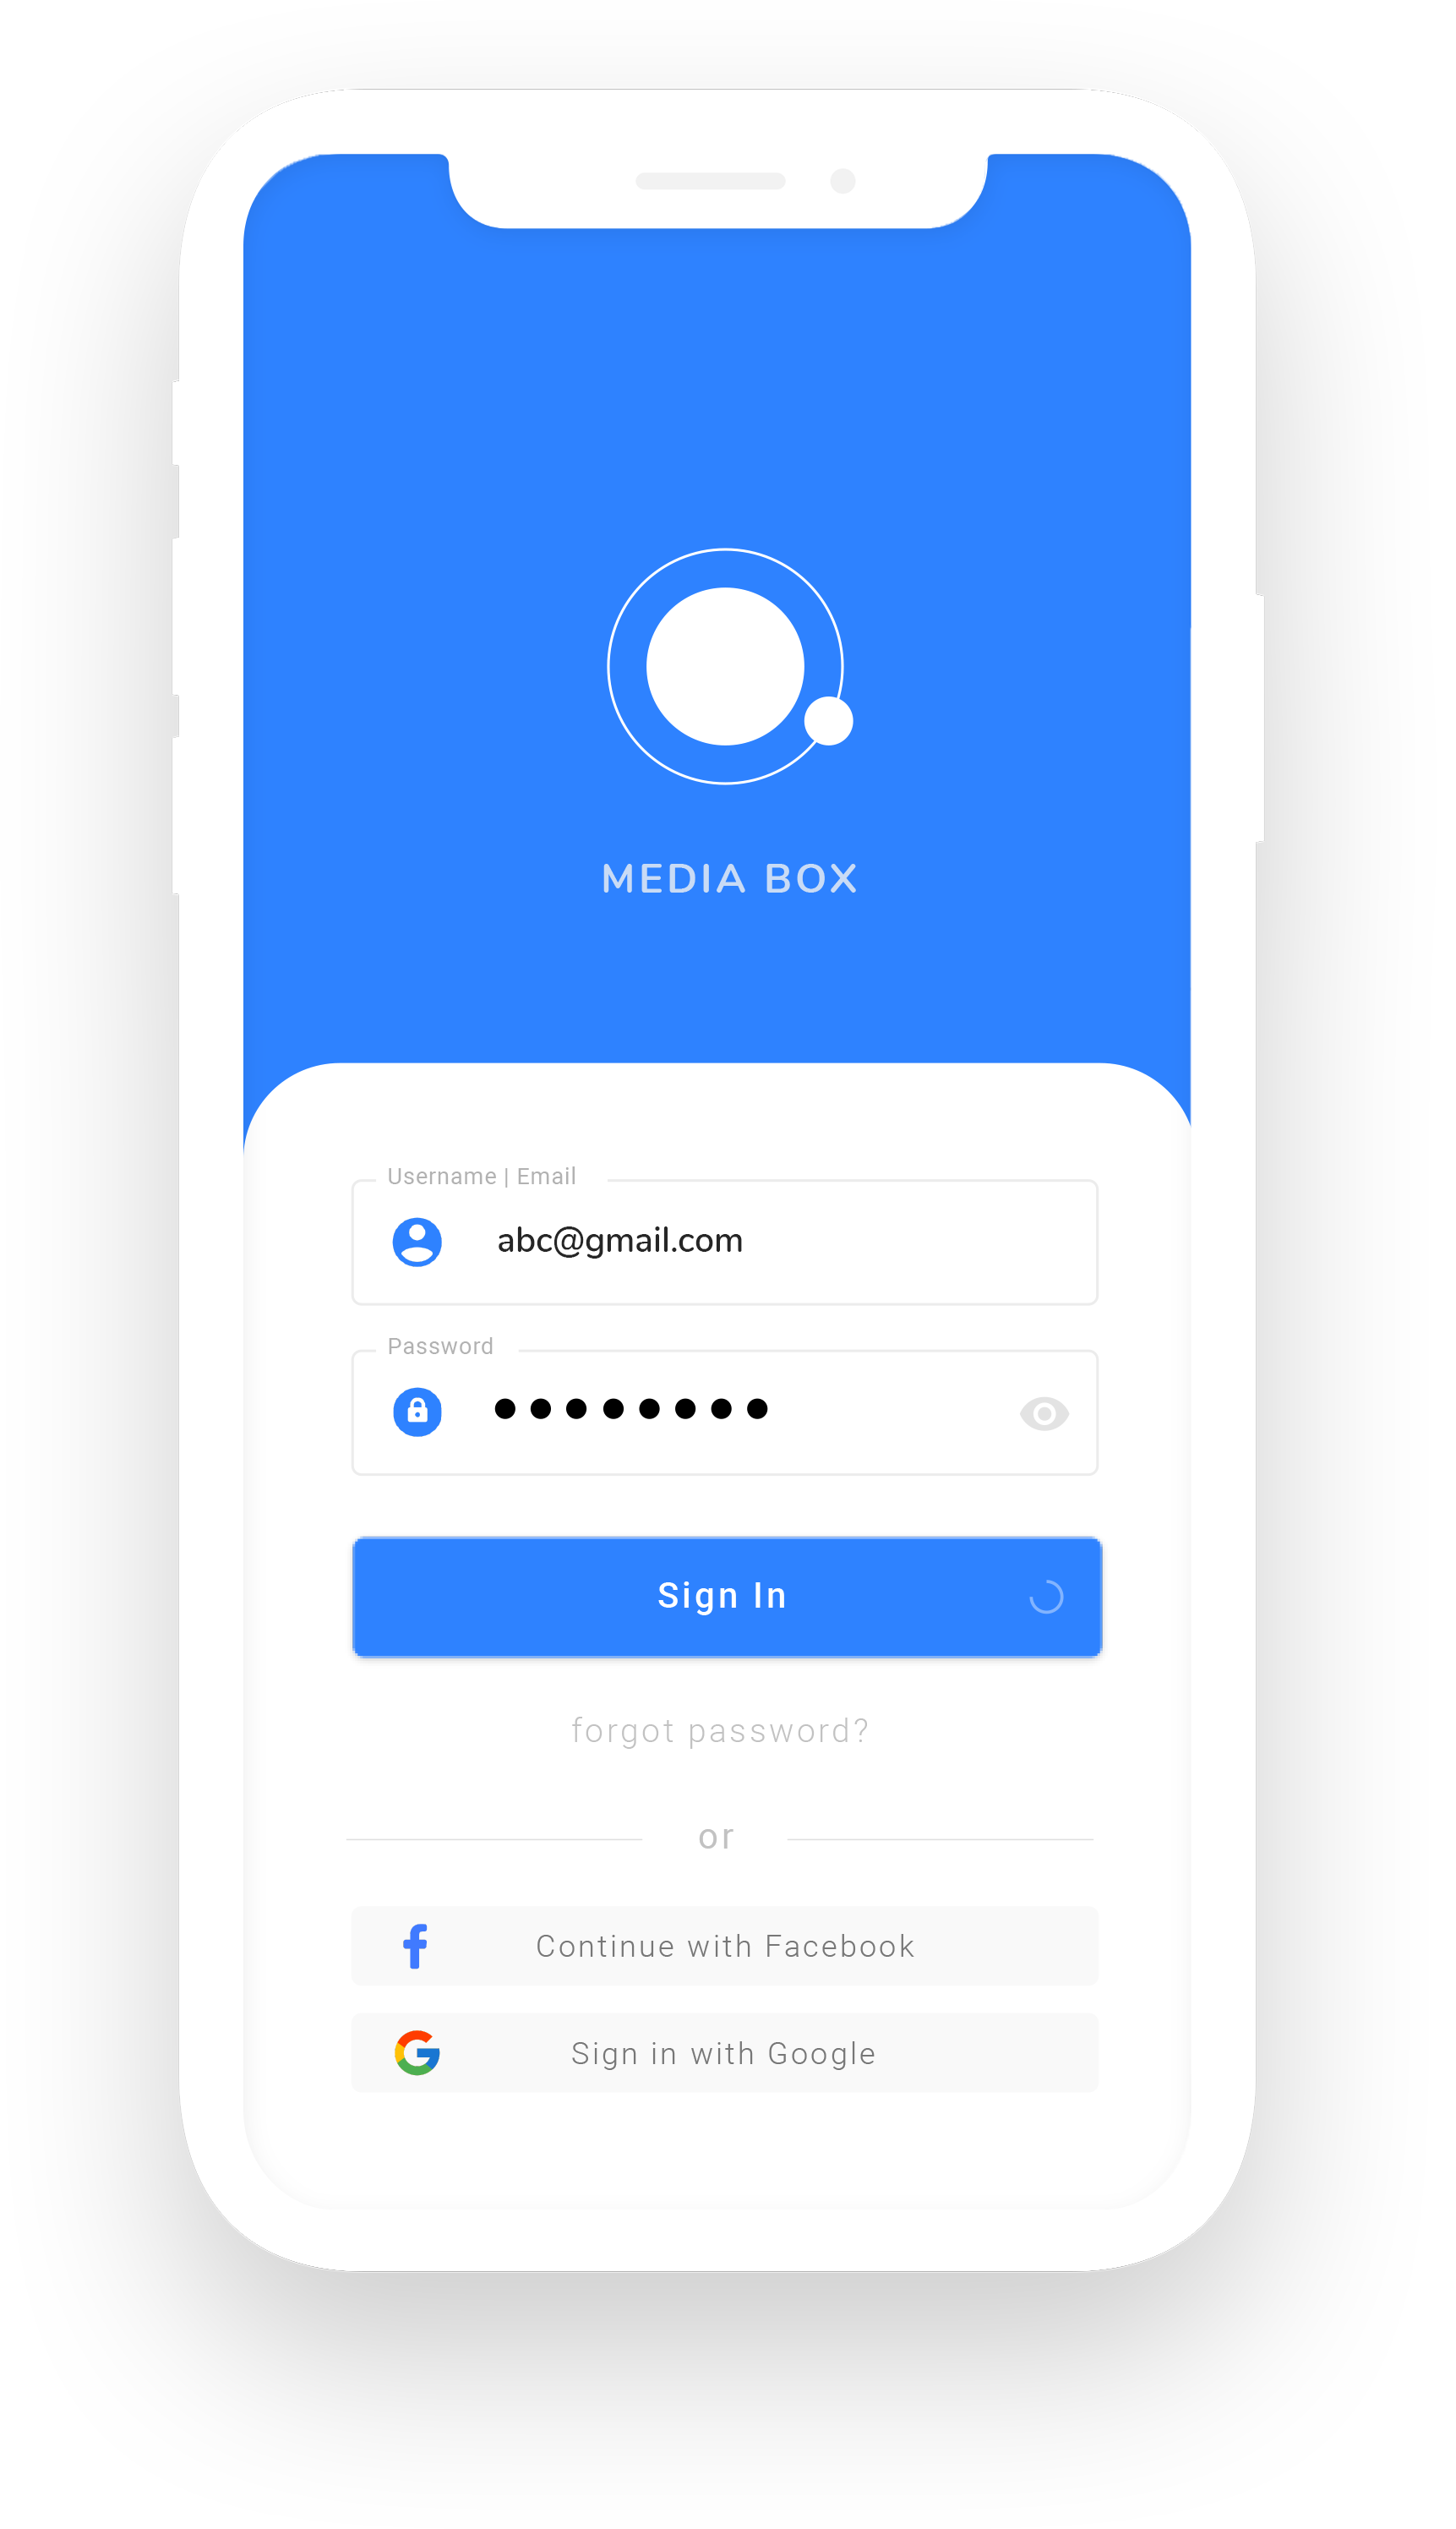 MEDIA BOX
Username | Email
abc@gmail.com
Password
Sign In
forgot password?
or
Continue with Facebook
Sign in with Google